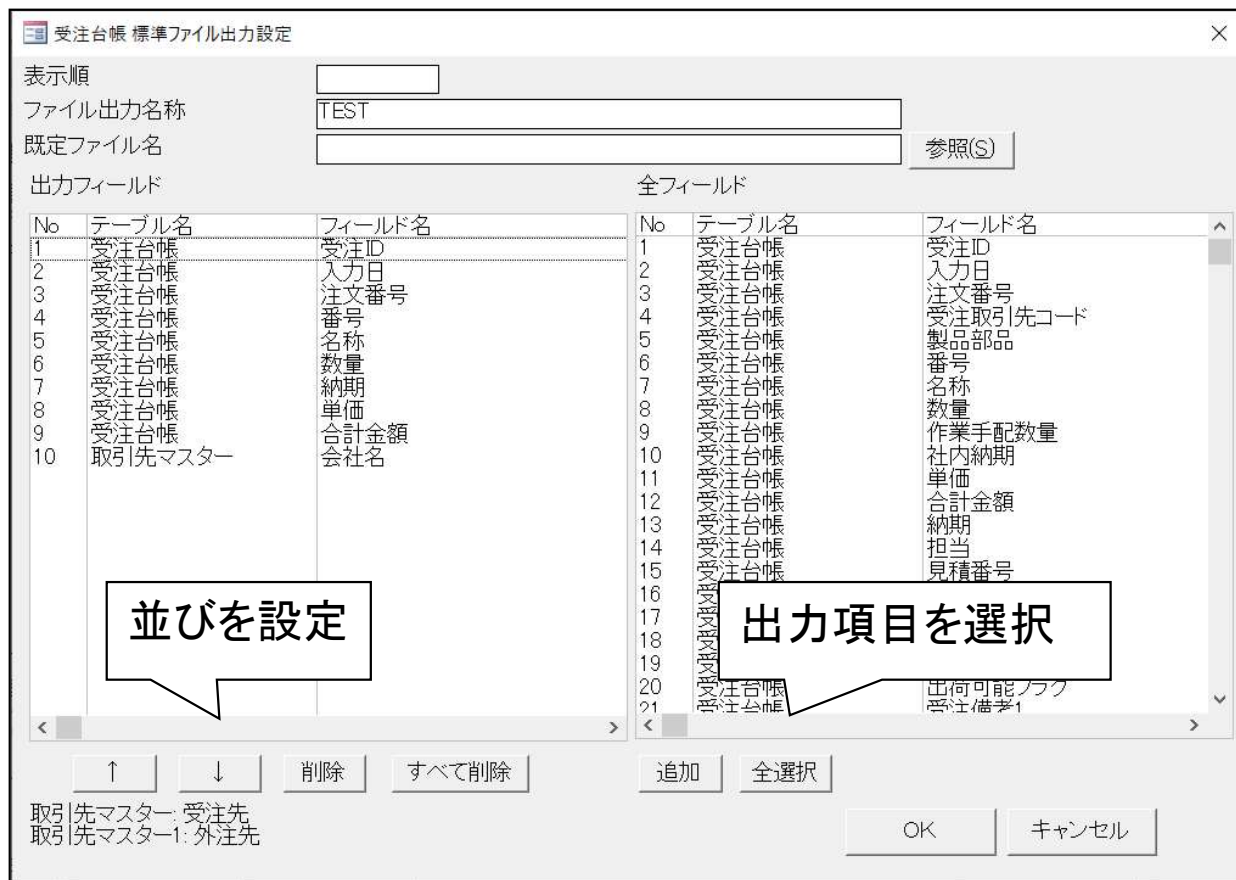 受注台帳 標準ファイル出力設定
表示順
ファイル出力名称 TEST
既定ファイル名 参照(S)
出力フィールド
No テーブル名 フィールド名
1 受注台帳 受注ID
2 受注台帳 入力日
3 受注台帳 注文番号
4 受注台帳 番号
5 受注台帳 名称
6 受注台帳 数量
7 受注台帳 納期
8 受注台帳 単価
9 受注台帳 合計金額
10 取引先マスター 会社名
並びを設定
↑ ↓ 削除 すべて削除
取引先マスター: 受注先
取引先マスター1: 外注先
全フィールド
No テーブル名 フィールド名
1 受注台帳 受注ID
2 受注台帳 入力日
3 受注台帳 注文番号
4 受注台帳 受注取引先コード
5 受注台帳 製品部品
6 受注台帳 番号
7 受注台帳 名称
8 受注台帳 数量
9 受注台帳 作業手配数量
10 受注台帳 社内納期
11 受注台帳 単価
12 受注台帳 合計金額
13 受注台帳 納期
14 受注台帳 担当
15 受注台帳 見積番号
16 受
17 受
18 受
19 受
20 受注台帳 出荷可能フラグ
21 受注台帳 受注備考1
出力項目を選択
追加 全選択
OK キャンセル